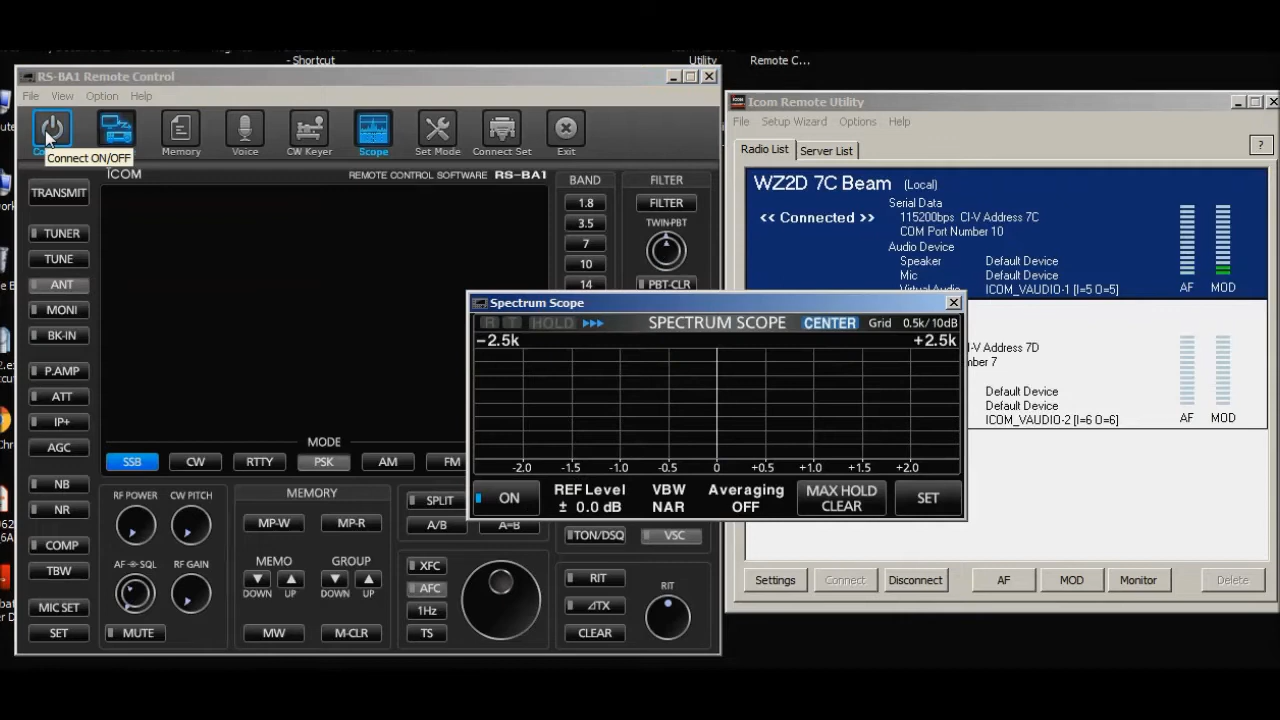 - Shortcut
Utility
Remote C...
RS-BA1 Remote Control
File View Option Help
Memory
Voice
CW Keyer
Scope
Set Mode
Connect Set
Exit
Connect ON/OFF
ICOM
REMOTE CONTROL SOFTWARE RS-BA1
TRANSMIT
TUNER
TUNE
ANT
MONI
BK-IN
P.AMP
ATT
IP+
AGC
NB
NR
COMP
TBW
MIC SET
SET
BAND
1.8
3.5
7
10
14
FILTER
FILTER
TWIN-PBT
PBT-CLR
MODE
SSB
CW
RTTY
PSK
AM
FM
RF POWER
CW PITCH
AF
SQL
RF GAIN
MUTE
MEMORY
MP-W
MP-R
MEMO
GROUP
DOWN
UP
DOWN
UP
MW
M-CLR
SPLIT
A/B
A=B
XFC
AFC
1Hz
TS
TON/DSQ
VSC
RIT
⊿TX
CLEAR
RIT
Spectrum Scope
R T HOLD SPECTRUM SCOPE CENTER Grid 0.5k/10dB
−2.5k
+2.5k
-2.0 -1.5 -1.0 -0.5 0 +0.5 +1.0 +1.5 +2.0
ON
REF Level
± 0.0 dB
VBW
NAR
Averaging
OFF
MAX HOLD
CLEAR
SET
Icom Remote Utility
File Setup Wizard Options Help
Radio List
Server List
?
WZ2D 7C Beam (Local)
<< Connected >>
Serial Data
115200bps CI-V Address 7C
COM Port Number 10
Audio Device
Speaker Default Device
Mic Default Device
Virtual Audio ICOM_VAUDIO-1 [I=5 O=5]
AF MOD
-V Address 7D
ber 7
Default Device
Default Device
ICOM_VAUDIO-2 [I=6 O=6]
AF MOD
Settings
Connect
Disconnect
AF
MOD
Monitor
Delete